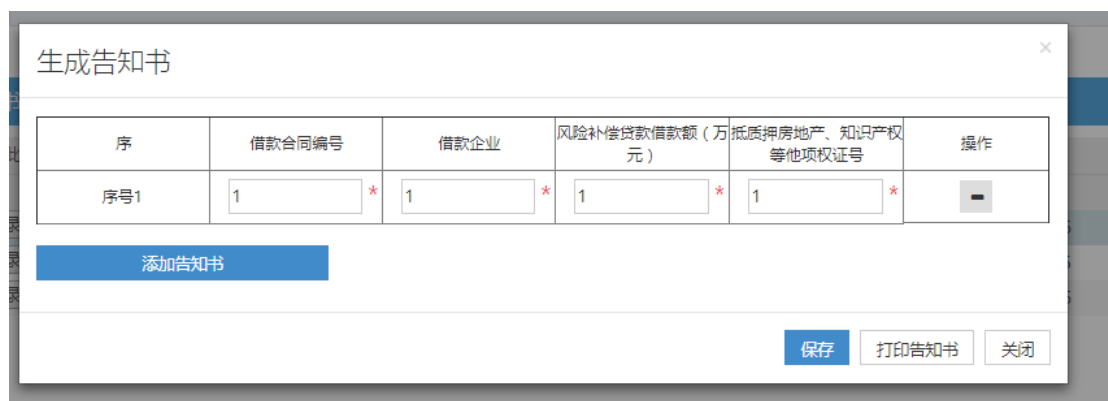 生成告知书
×
序 借款合同编号 借款企业 风险补偿贷款借款额（万元） 抵质押房地产、知识产权等他项权证号 操作
序号1 1 * 1 * 1 * 1 * -
添加告知书
保存 打印告知书 关闭